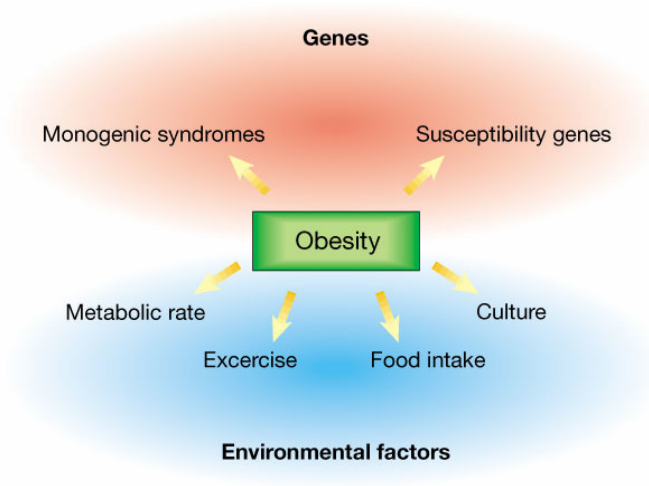 Genes
Monogenic syndromes
Susceptibility genes
Obesity
Metabolic rate
Culture
Excercise
Food intake
Environmental factors